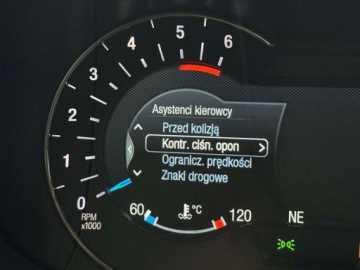 5
6
4
3
2
1
0
RPM
x1000
Asystenci kierowcy
Przed kolizją
Kontr. ciśn. opon
Ogranicz. prędkości
Znaki drogowe
60 °C 120
NE